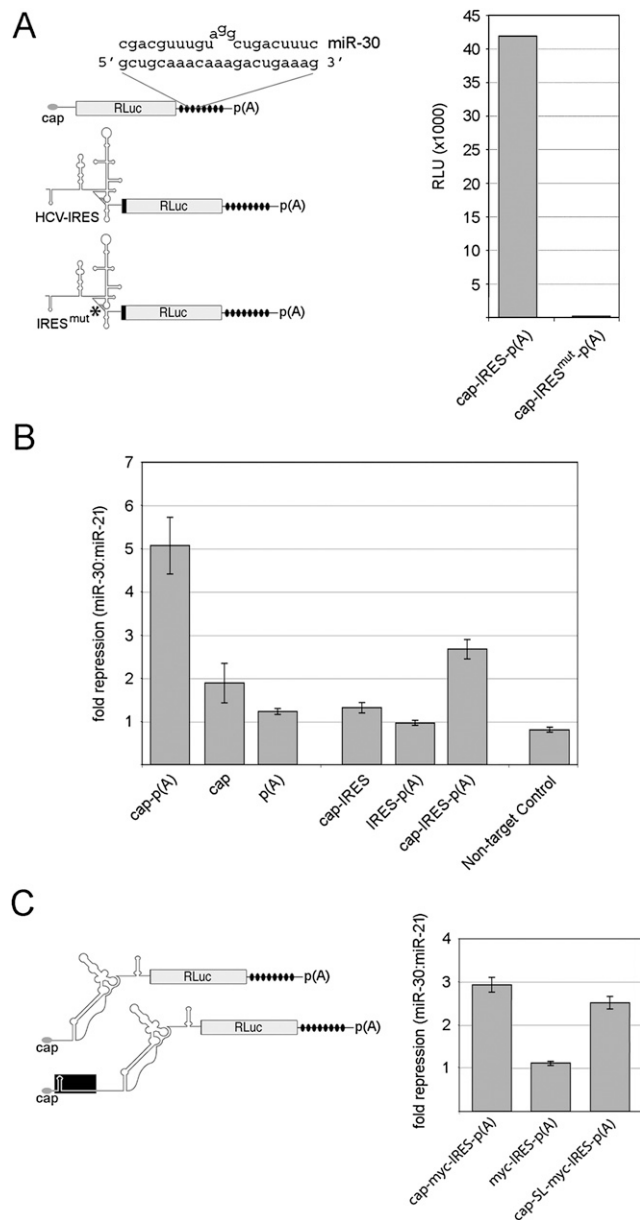 A
agg
cgacguuugu cugacuuuc miR-30
5' gcugcaaacaaagacugaaag 3'
cap
RLuc
p(A)
HCV-IRES
RLuc
p(A)
IRES mut
*
RLuc
p(A)
RLU (x1000)
45
40
35
30
25
20
15
10
5
cap-IRES-p(A)
cap-IRES mut-p(A)
B
fold repression (miR-30:miR-21)
7
6
5
4
3
2
1
cap-p(A)
cap
p(A)
cap-IRES
IRES-p(A)
cap-IRES-p(A)
Non-target Control
C
RLuc
p(A)
cap
RLuc
p(A)
cap
fold repression (miR-30:miR-21)
4
3
2
1
cap-myc-IRES-p(A)
myc-IRES-p(A)
cap-SL-myc-IRES-p(A)